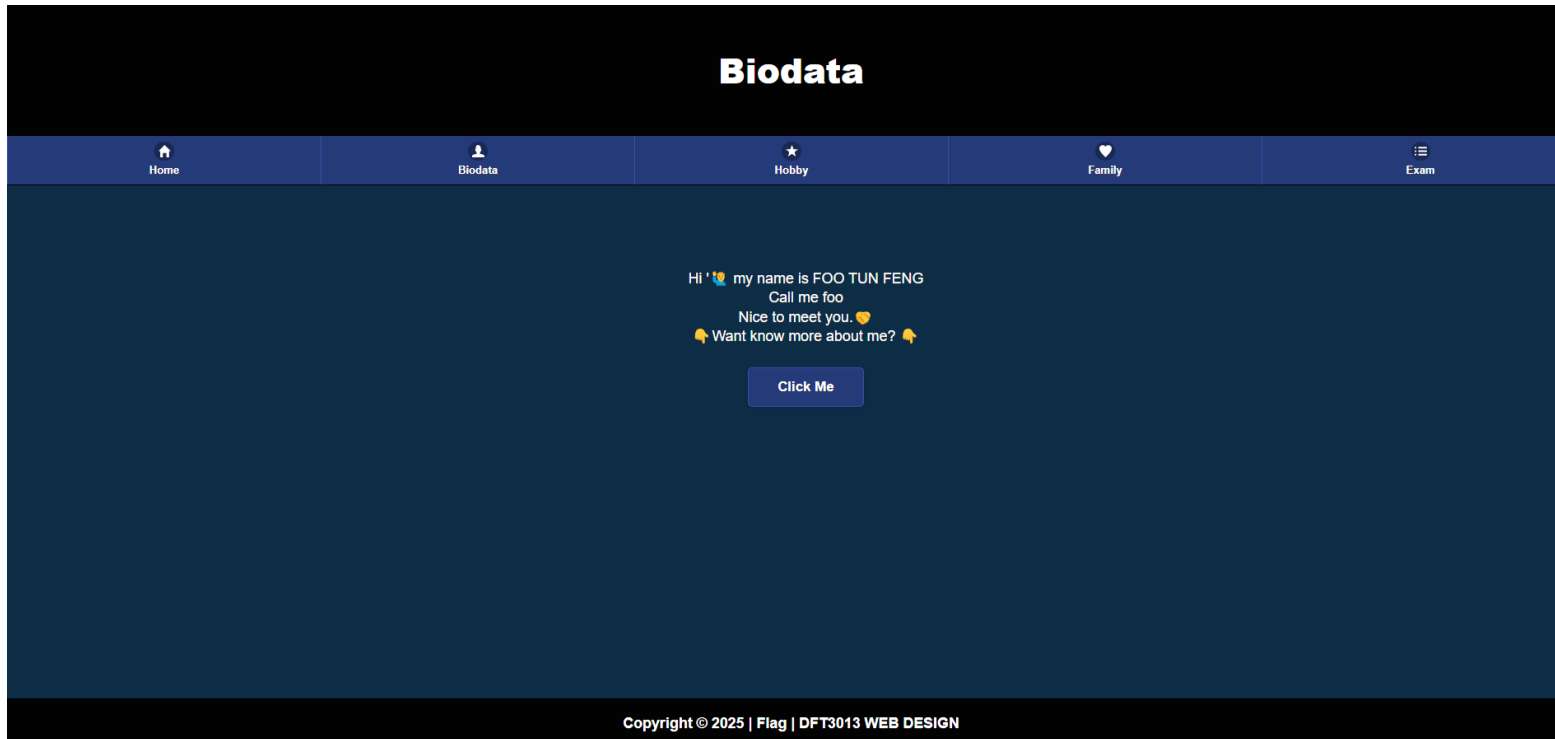 Biodata
Home
Biodata
Hobby
Family
Exam
Hi '🙋‍♂️ my name is FOO TUN FENG
Call me foo
Nice to meet you.🤝
👇Want know more about me? 👇
Click Me
Copyright © 2025 | Flag | DFT3013 WEB DESIGN